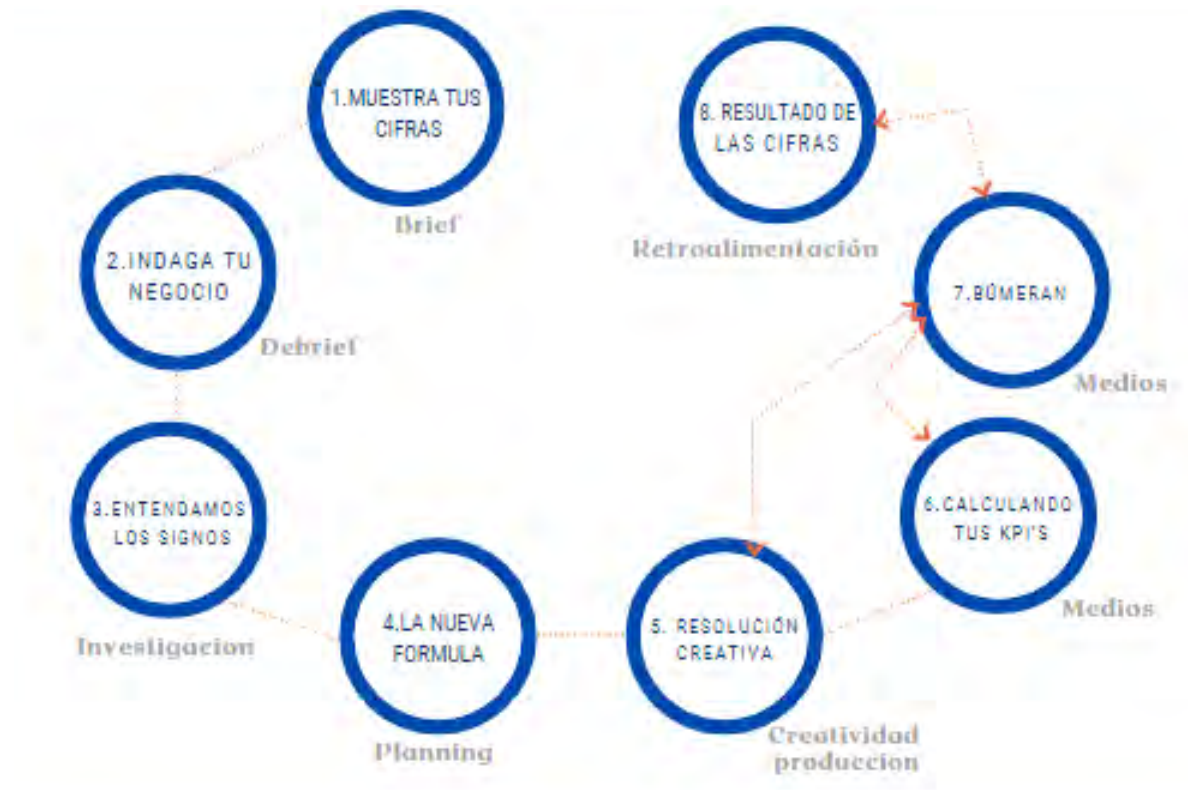 1.MUESTRA TUS
CIFRAS
Brief
2.INDAGA TU
NEGOCIO
Debrief
3.ENTENDAMOS
LOS SIGNOS
Investigacion
4.LA NUEVA
FORMULA
Planning
5. RESOLUCIÓN
CREATIVA
Creatividad
produccion
6.CALCULANDO
TUS KPI'S
Medios
7.BÚMERAN
Medios
8. RESULTADO DE
LAS CIFRAS
Retroalimentación